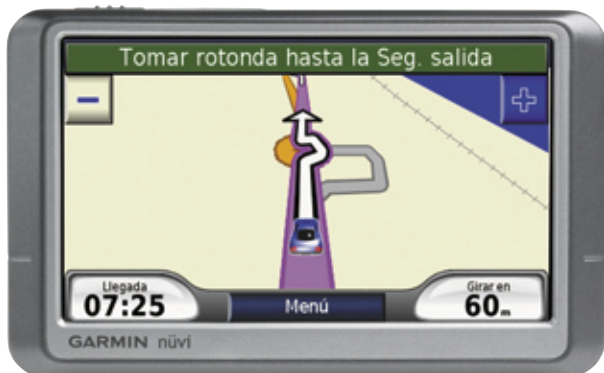 Tomar rotonda hasta la Seg. salida
Llegada
07:25
Menú
Girar en
60m
GARMIN nüvi